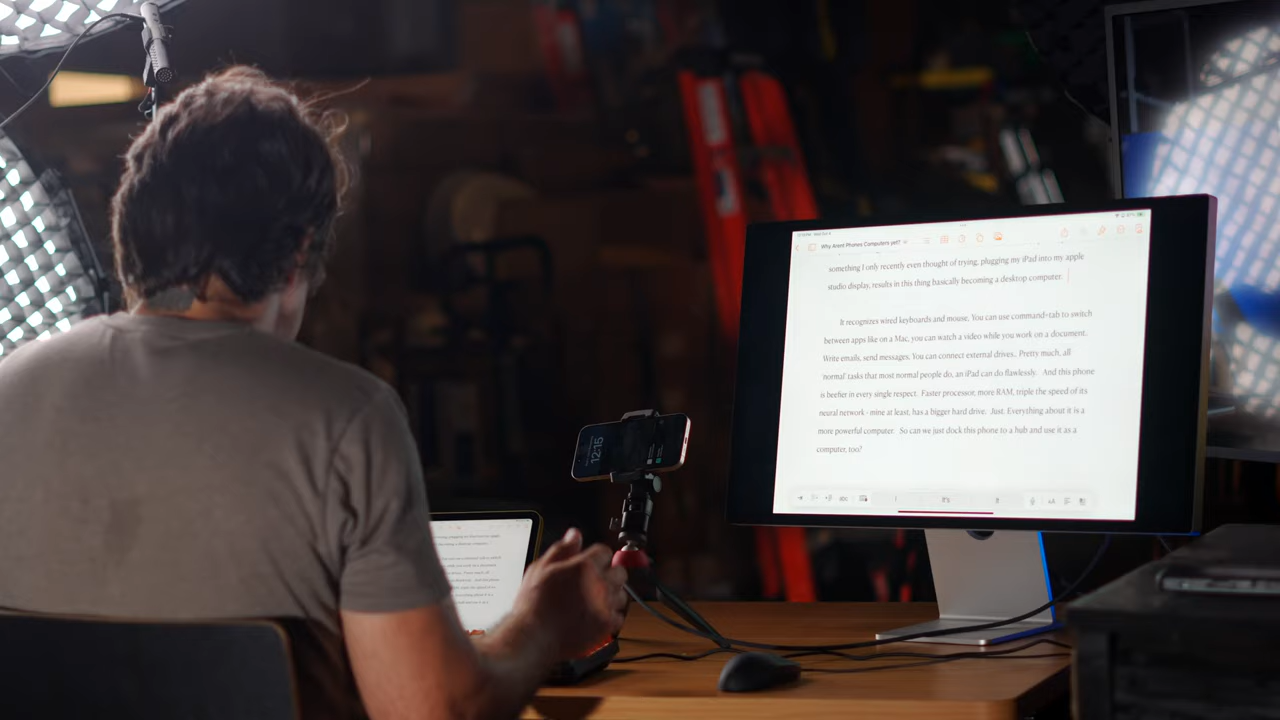 Why Arent Phones Computers yet?
something I only recently even thought of trying, plugging my iPad into my apple
studio display, results in this thing basically becoming a desktop computer.
It recognizes wired keyboards and mouse. You can use command-tab to switch
between apps like on a Mac, you can watch a video while you work on a document.
Write emails, send messages. You can connect external drives.. Pretty much, all
'normal' tasks that most normal people do, an iPad can do flawlessly. And this phone
is beefier in every single respect. Faster processor, more RAM, triple the speed of its
neural network - mine at least, has a bigger hard drive. Just. Everything about it is a
more powerful computer. So can we just dock this phone to a hub and use it as a
computer, too?
abc
12:15